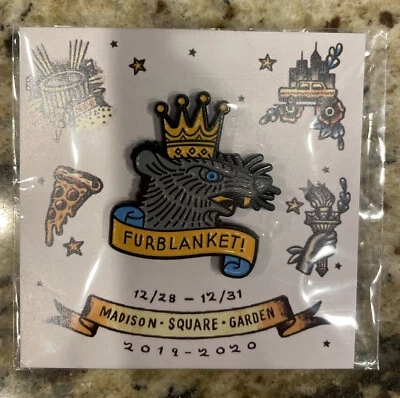 FURBLANKET!
12/28 – 12/31
MADISON · SQUARE · GARDEN
2019-2020